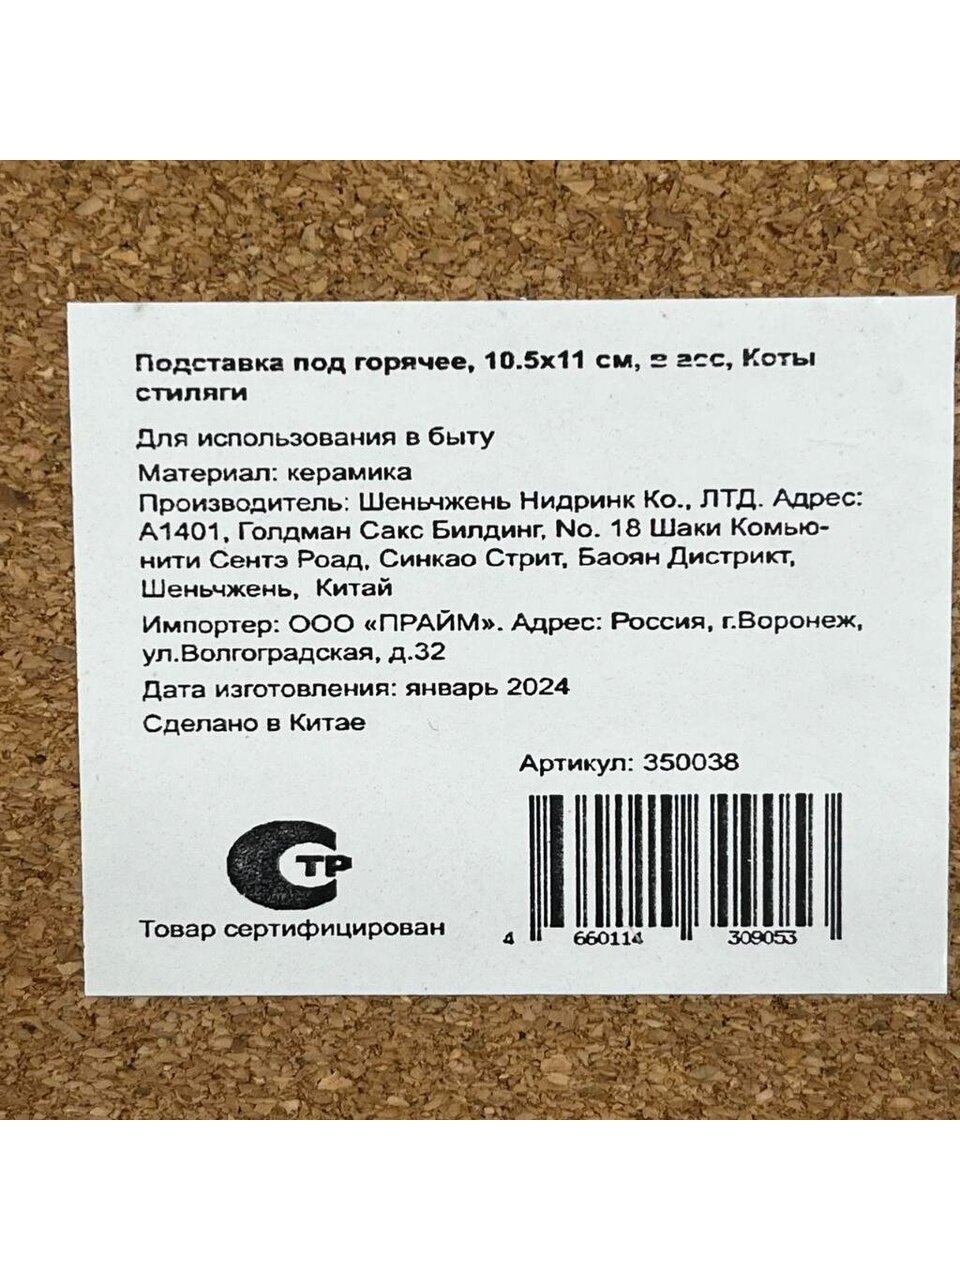 Подставка под горячее, 10.5х11 см, в асс, Коты
стиляги
Для использования в быту
Материал: керамика
Производитель: Шеньчжень Нидринк Ко., ЛТД. Адрес:
А1401, Голдман Сакс Билдинг, No. 18 Шаки Комью-
нити Сентэ Роад, Синкао Стрит, Баоян Дистрикт,
Шеньчжень, Китай
Импортер: ООО «ПРАЙМ». Адрес: Россия, г.Воронеж,
ул.Волгоградская, д.32
Дата изготовления: январь 2024
Сделано в Китае
Артикул: 350038
СТР
Товар сертифицирован
4 660114 309053